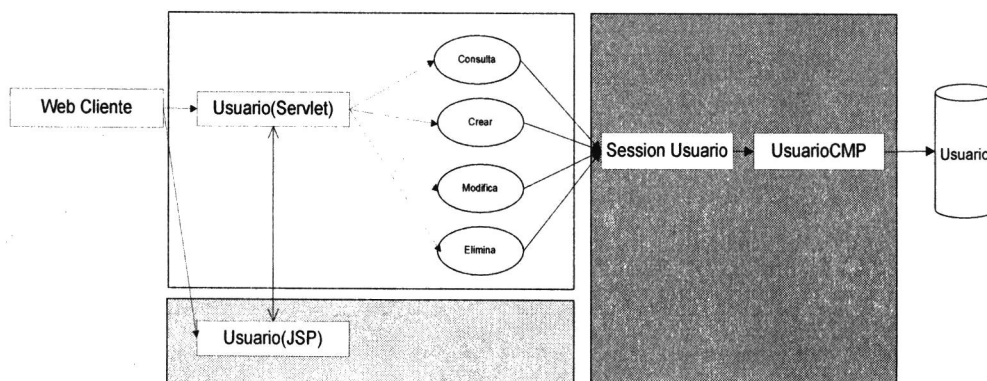 Consulta
Web Cliente
Usuario(Servlet)
Crear
Session Usuario
UsuarioCMP
Usuario
Modifica
Elimina
Usuario(JSP)